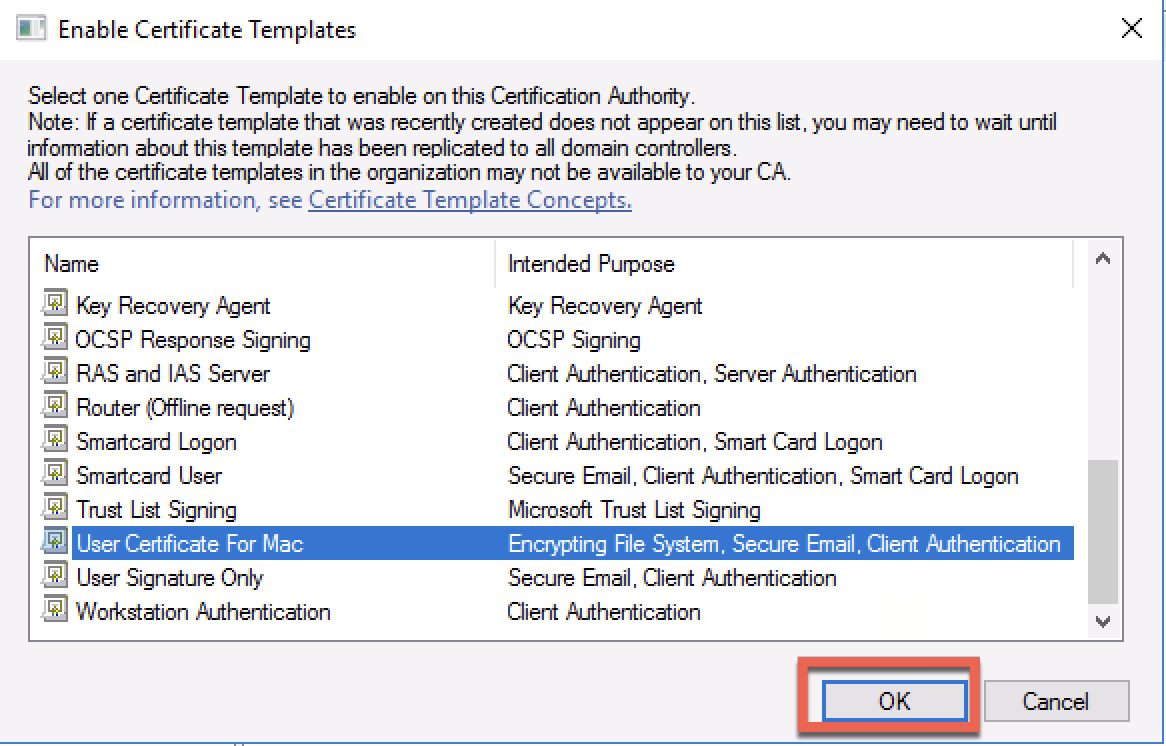 Enable Certificate Templates
Select one Certificate Template to enable on this Certification Authority.
Note: If a certificate template that was recently created does not appear on this list, you may need to wait until
information about this template has been replicated to all domain controllers.
All of the certificate templates in the organization may not be available to your CA.
For more information, see Certificate Template Concepts.
Name Intended Purpose
Key Recovery Agent Key Recovery Agent
OCSP Response Signing OCSP Signing
RAS and IAS Server Client Authentication, Server Authentication
Router (Offline request) Client Authentication
Smartcard Logon Client Authentication, Smart Card Logon
Smartcard User Secure Email, Client Authentication, Smart Card Logon
Trust List Signing Microsoft Trust List Signing
User Certificate For Mac Encrypting File System, Secure Email, Client Authentication
User Signature Only Secure Email, Client Authentication
Workstation Authentication Client Authentication
OK Cancel